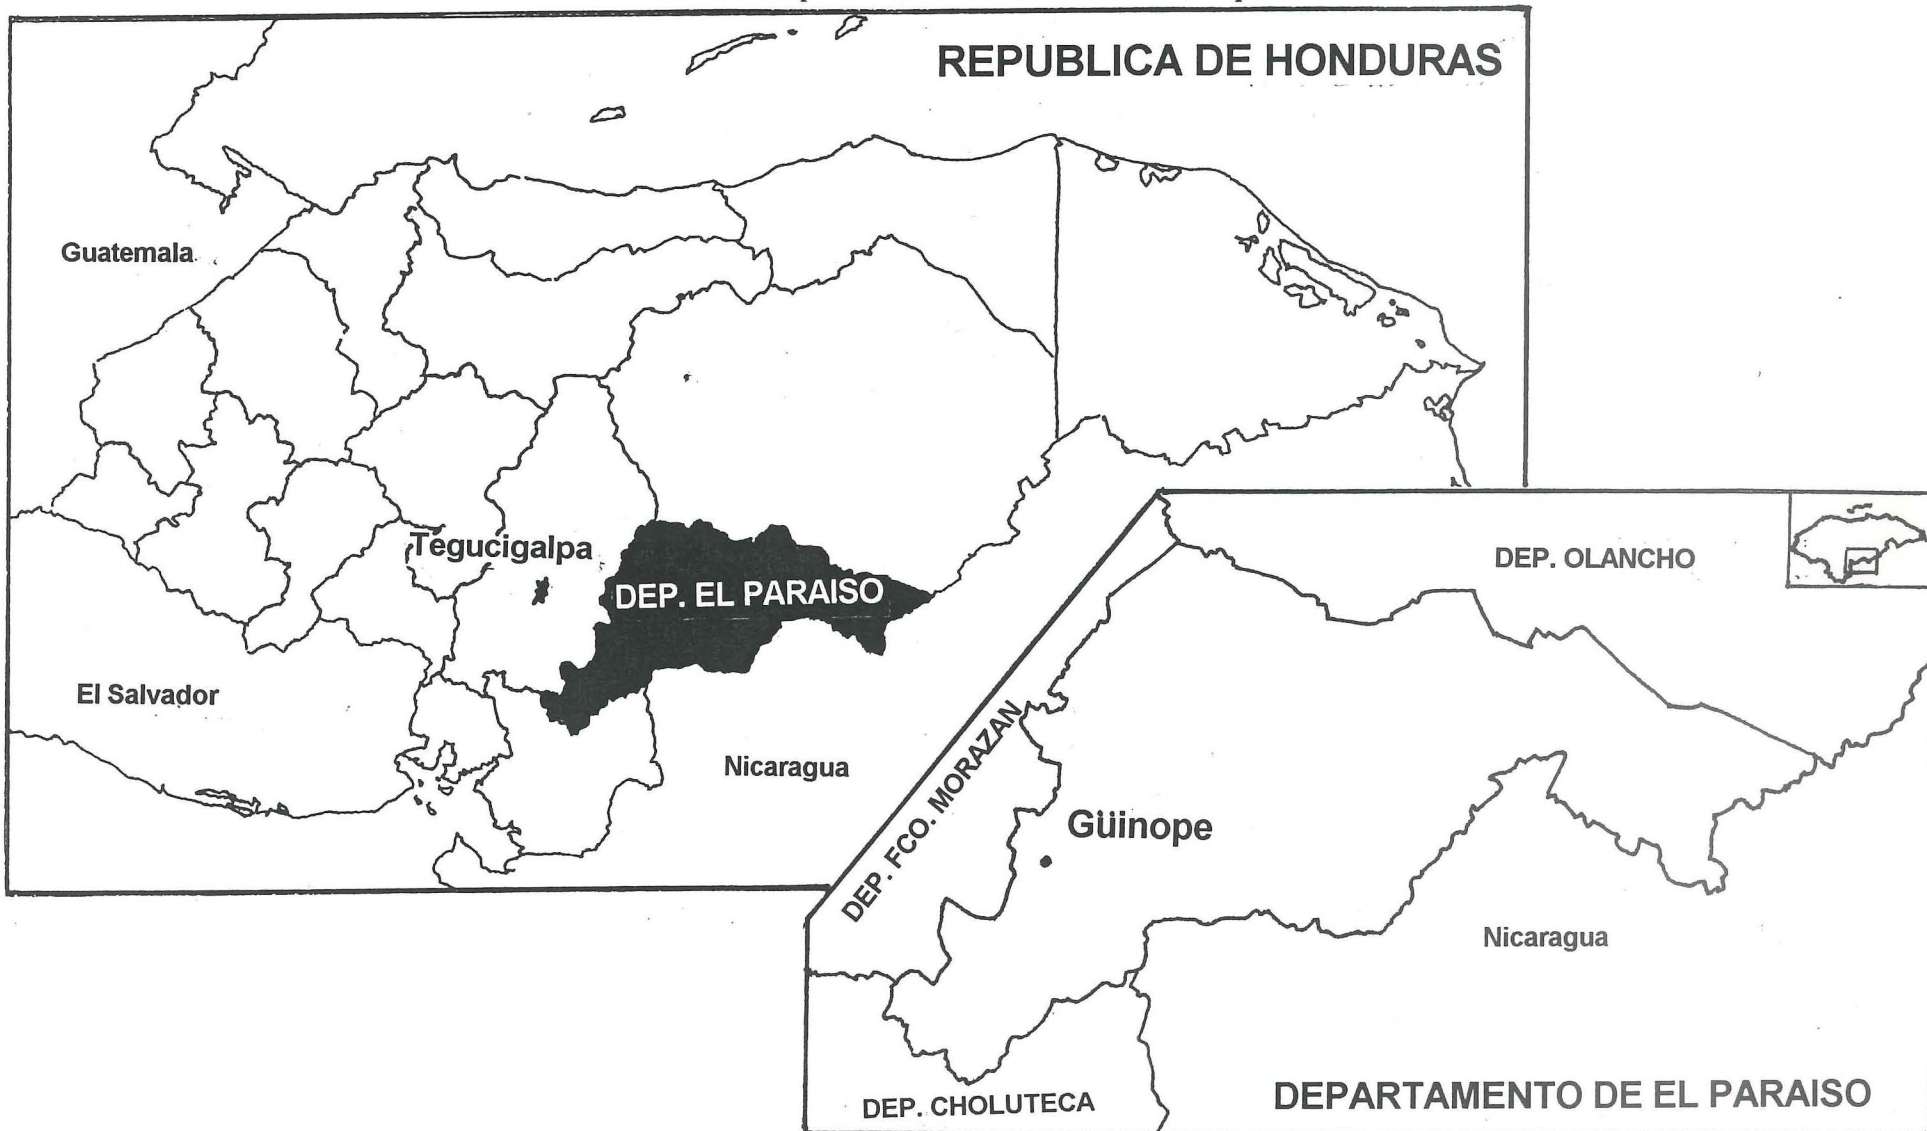 REPUBLICA DE HONDURAS
Guatemala
Tegucigalpa
DEP. EL PARAISO
El Salvador
Nicaragua
DEP. OLANCHO
DEP. FCO. MORAZAN
Güinope
Nicaragua
DEP. CHOLUTECA
DEPARTAMENTO DE EL PARAISO